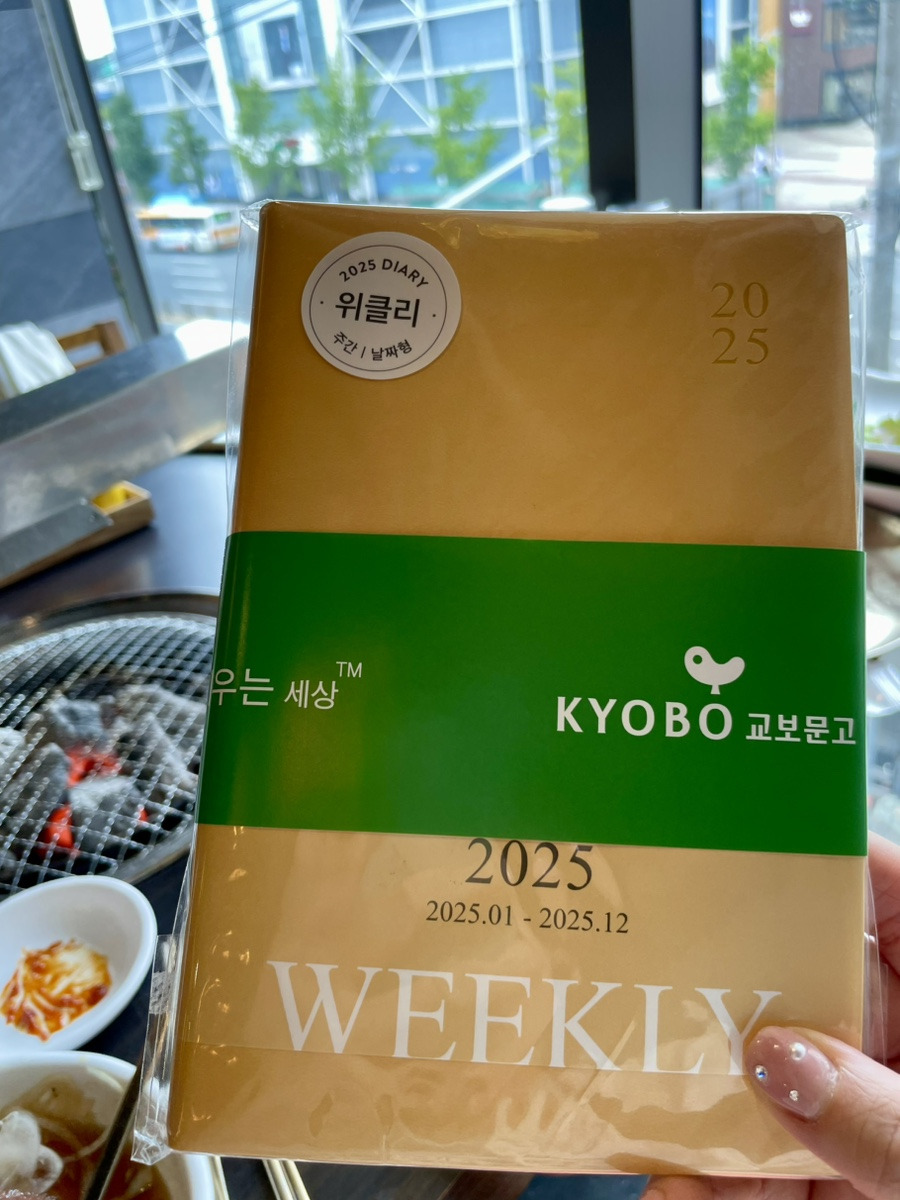 2025 DIARY
위클리
주간 | 날짜형
20
25
우는 세상™
KYOBO 교보문고
2025
2025.01 - 2025.12
WEEKLY